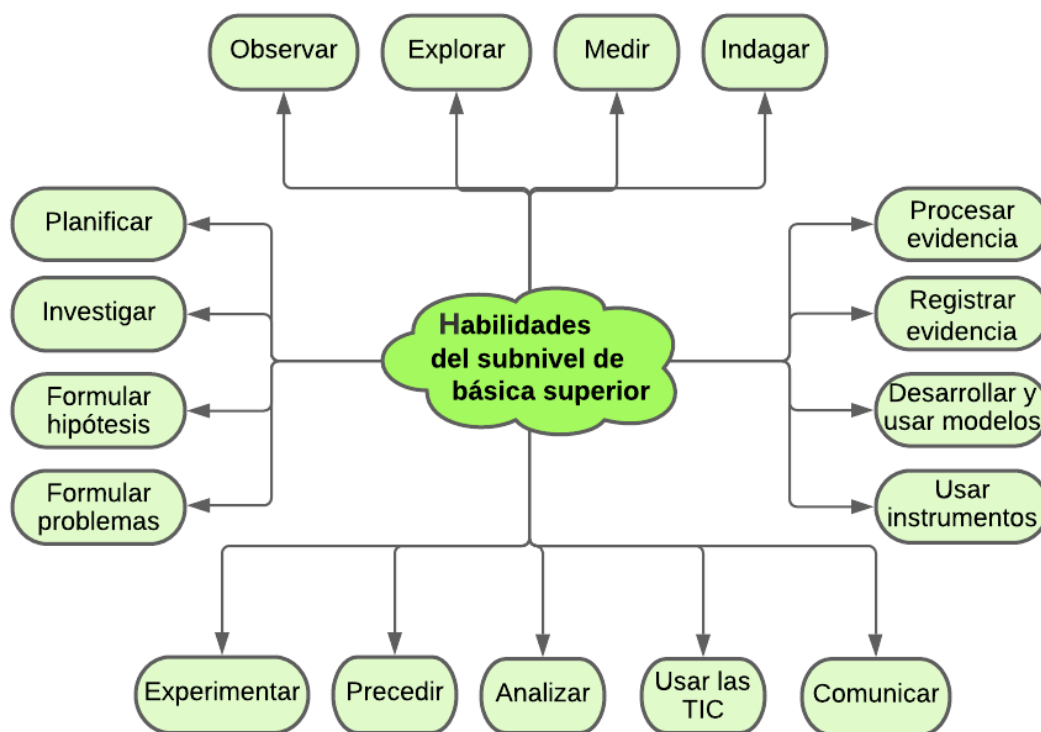 Observar
Explorar
Medir
Indagar
Planificar
Investigar
Formular
hipótesis
Formular
problemas
Habilidades
del subnivel de
básica superior
Procesar
evidencia
Registrar
evidencia
Desarrollar y
usar modelos
Usar
instrumentos
Experimentar
Precedir
Analizar
Usar las
TIC
Comunicar